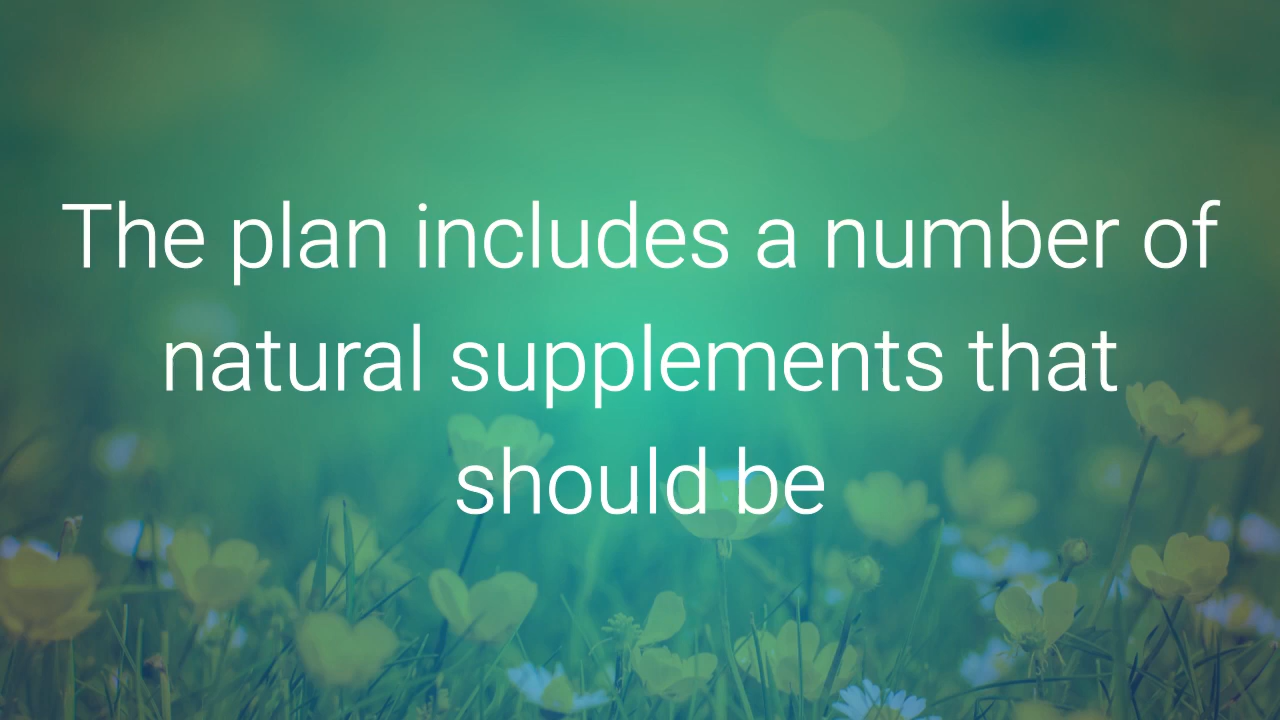 The plan includes a number of
natural supplements that
should be